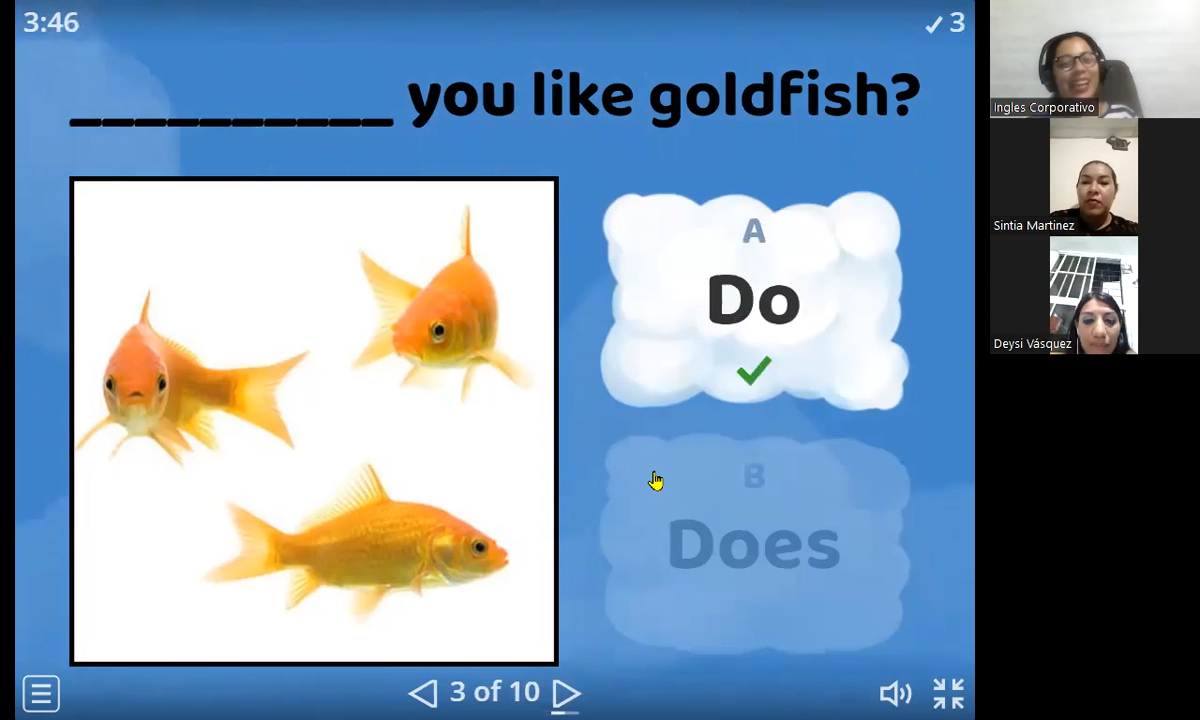 3:46
✓ 3
__________ you like goldfish?
A
Do
B
Does
3 of 10
Ingles Corporativo
Sintia Martinez
Deysi Vásquez